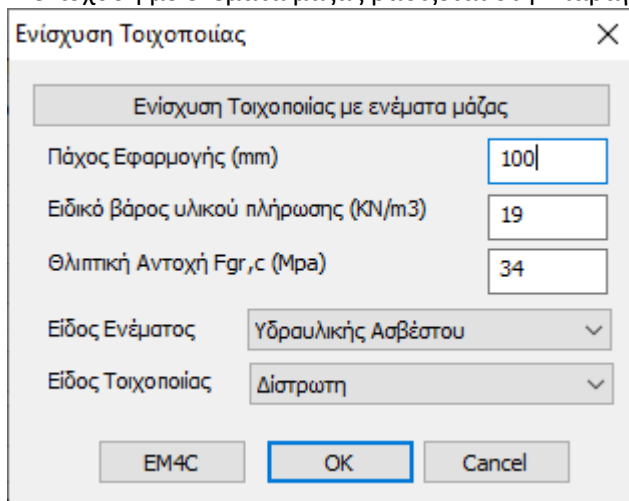 Ενίσχυση Τοιχοποιίας
Ενίσχυση Τοιχοποιίας με ενέματα μάζας
Πάχος Εφαρμογής (mm) 100
Ειδικό βάρος υλικού πλήρωσης (KN/m3) 19
Θλιπτική Αντοχή Fgr,c (Mpa) 34
Είδος Ενέματος Υδραυλικής Ασβέστου
Είδος Τοιχοποιίας Δίστρωτη
EM4C OK Cancel